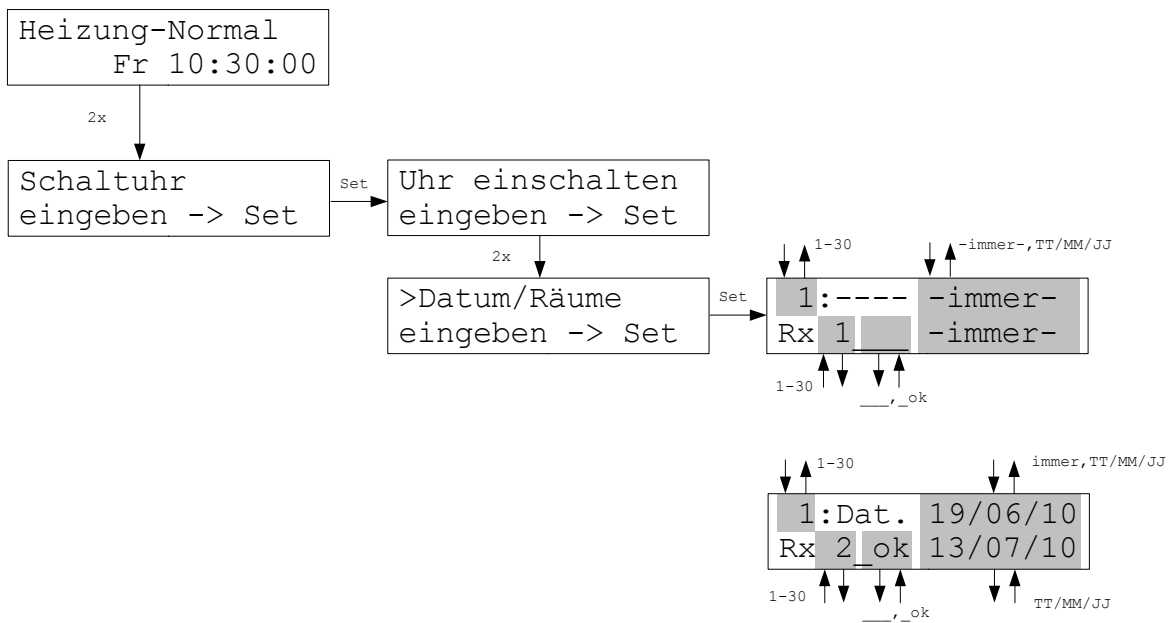 Heizung-Normal
Fr 10:30:00
2x
Schaltuhr
eingeben -> Set
Set
Uhr einschalten
eingeben -> Set
2x
>Datum/Räume
eingeben -> Set
Set
1-30
-immer-,TT/MM/JJ
1:---- -immer-
Rx 1____ -immer-
1-30
___,_ok
1-30
immer,TT/MM/JJ
1:Dat. 19/06/10
Rx 2_ok 13/07/10
1-30
___,_ok
TT/MM/JJ